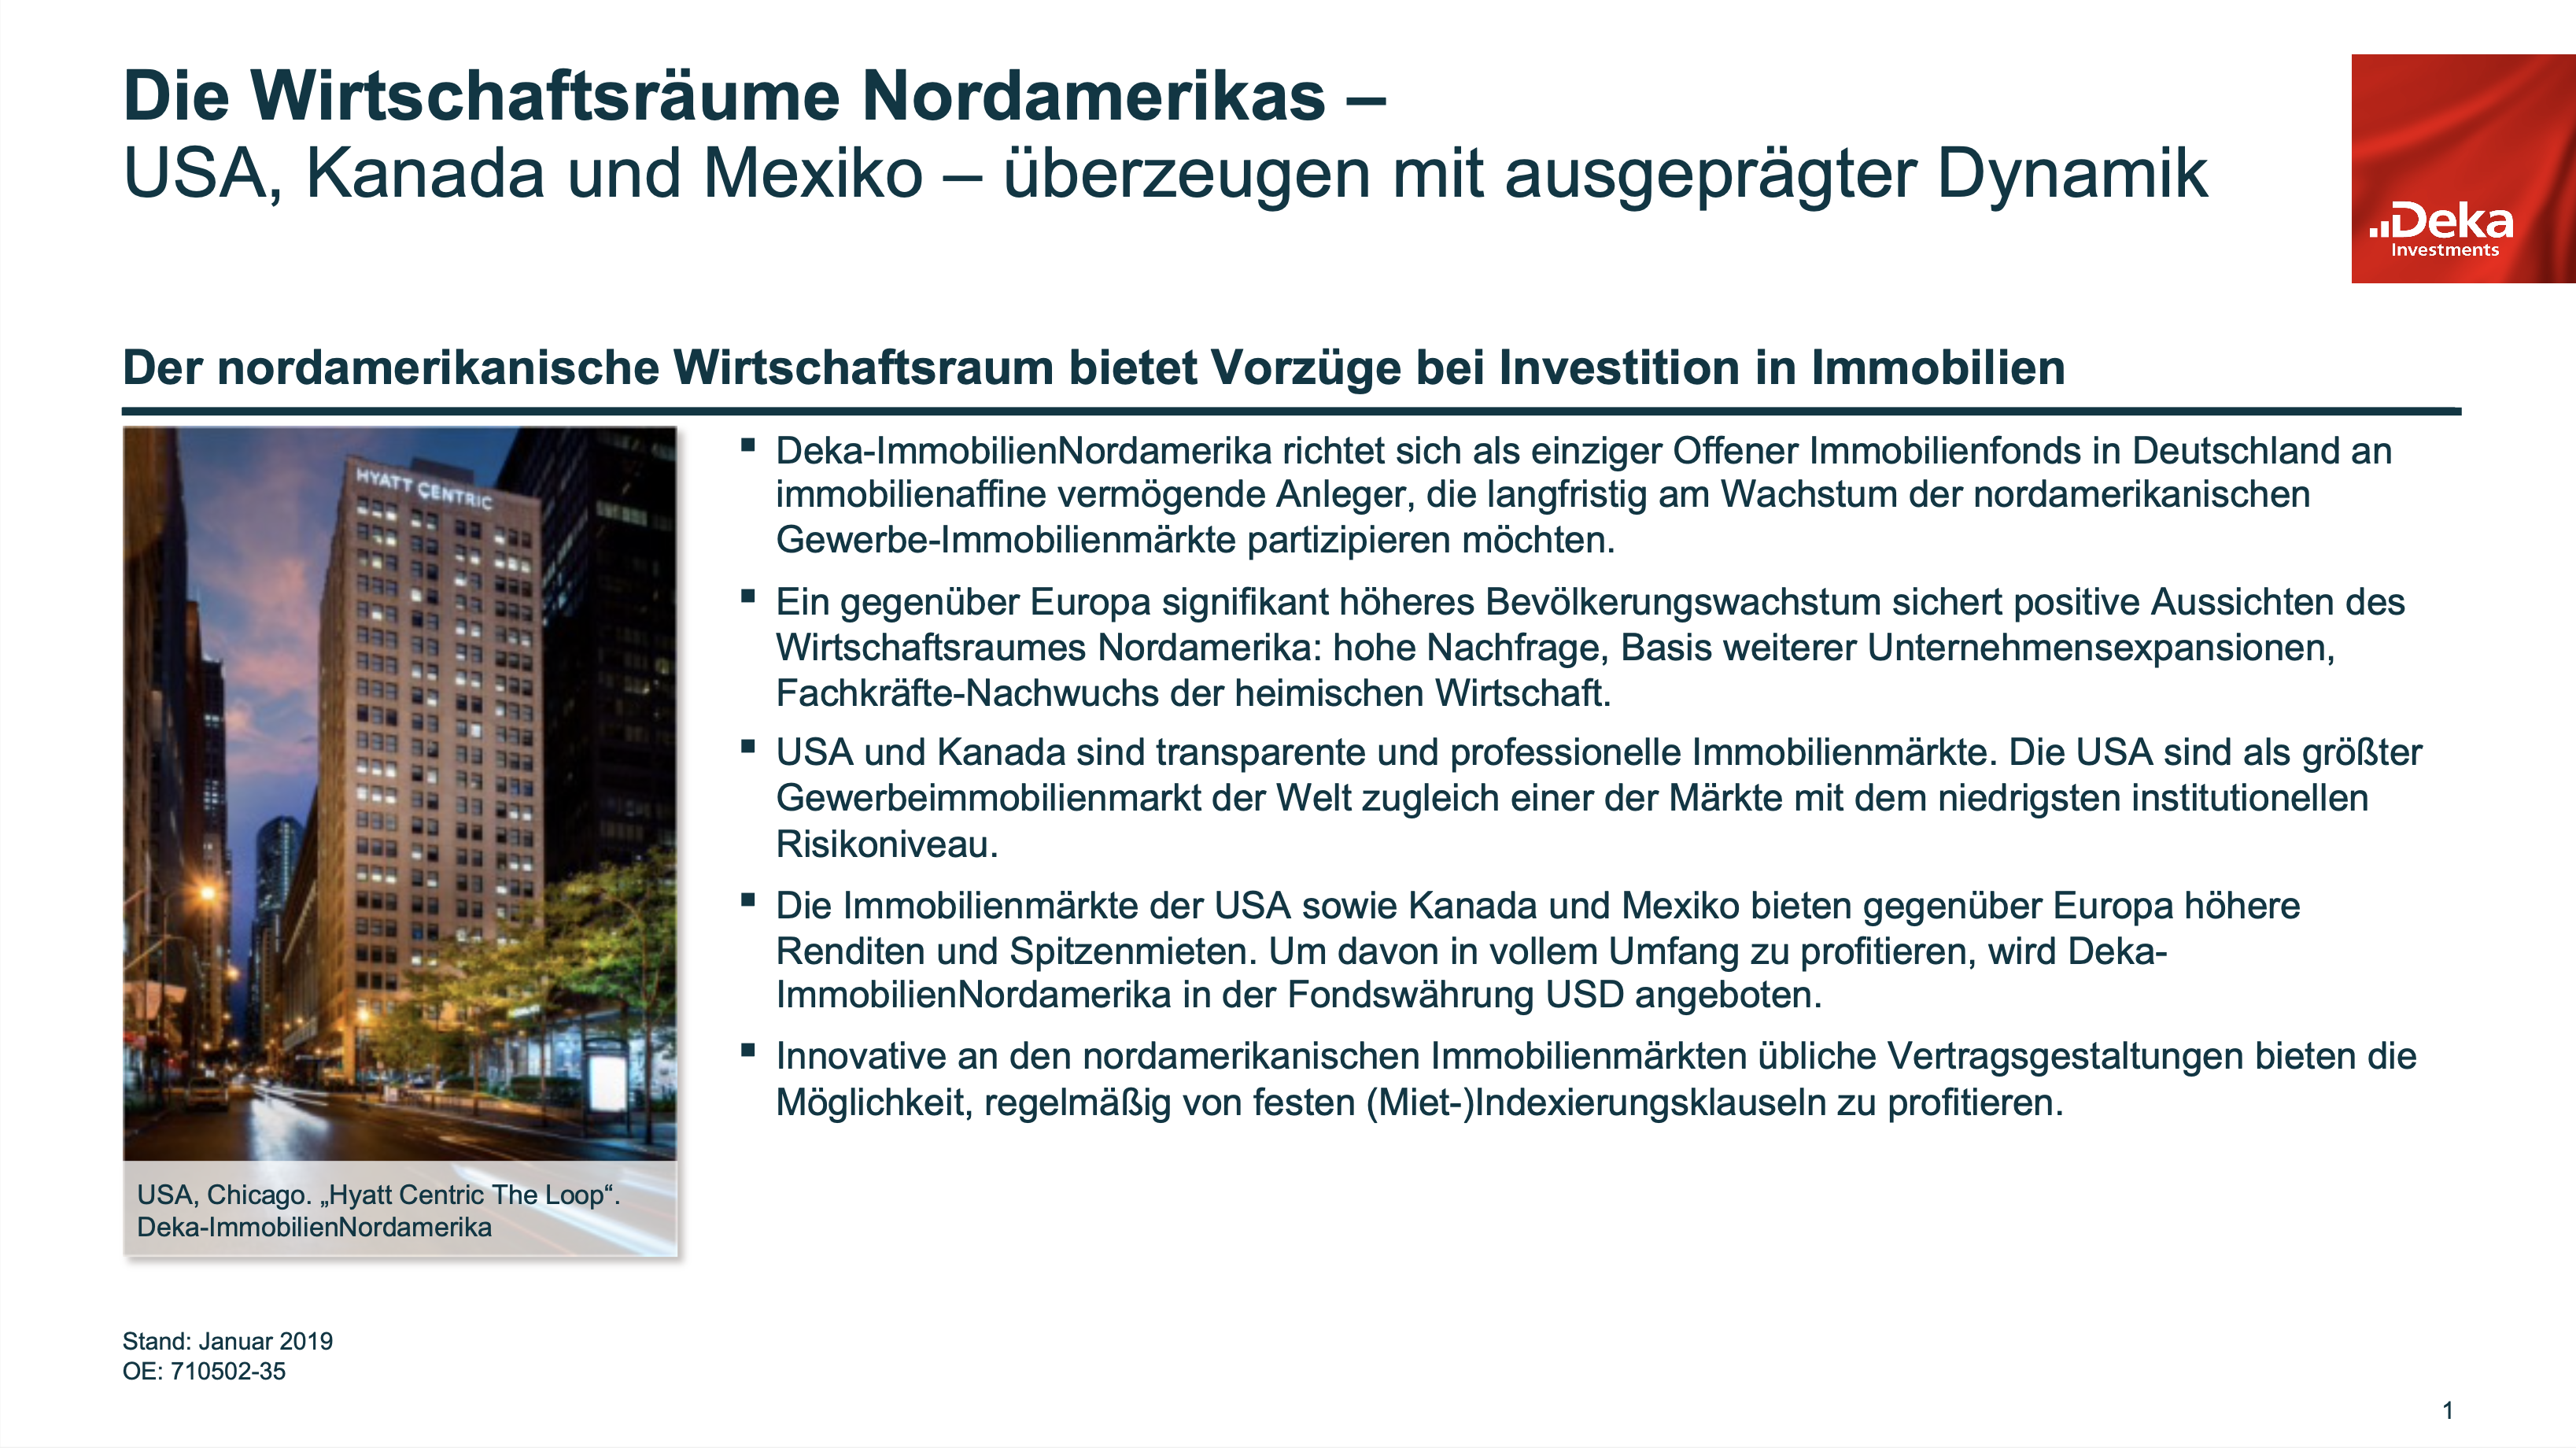 Die Wirtschaftsräume Nordamerikas –
USA, Kanada und Mexiko – überzeugen mit ausgeprägter Dynamik
Deka
Investments
Der nordamerikanische Wirtschaftsraum bietet Vorzüge bei Investition in Immobilien
HYATT CENTRIC
USA, Chicago. „Hyatt Centric The Loop“.
Deka-ImmobilienNordamerika
▪ Deka-ImmobilienNordamerika richtet sich als einziger Offener Immobilienfonds in Deutschland an
immobilienaffine vermögende Anleger, die langfristig am Wachstum der nordamerikanischen
Gewerbe-Immobilienmärkte partizipieren möchten.
▪ Ein gegenüber Europa signifikant höheres Bevölkerungswachstum sichert positive Aussichten des
Wirtschaftsraumes Nordamerika: hohe Nachfrage, Basis weiterer Unternehmensexpansionen,
Fachkräfte-Nachwuchs der heimischen Wirtschaft.
▪ USA und Kanada sind transparente und professionelle Immobilienmärkte. Die USA sind als größter
Gewerbeimmobilienmarkt der Welt zugleich einer der Märkte mit dem niedrigsten institutionellen
Risikoniveau.
▪ Die Immobilienmärkte der USA sowie Kanada und Mexiko bieten gegenüber Europa höhere
Renditen und Spitzenmieten. Um davon in vollem Umfang zu profitieren, wird Deka-
ImmobilienNordamerika in der Fondswährung USD angeboten.
▪ Innovative an den nordamerikanischen Immobilienmärkten übliche Vertragsgestaltungen bieten die
Möglichkeit, regelmäßig von festen (Miet-)Indexierungsklauseln zu profitieren.
Stand: Januar 2019
OE: 710502-35
1